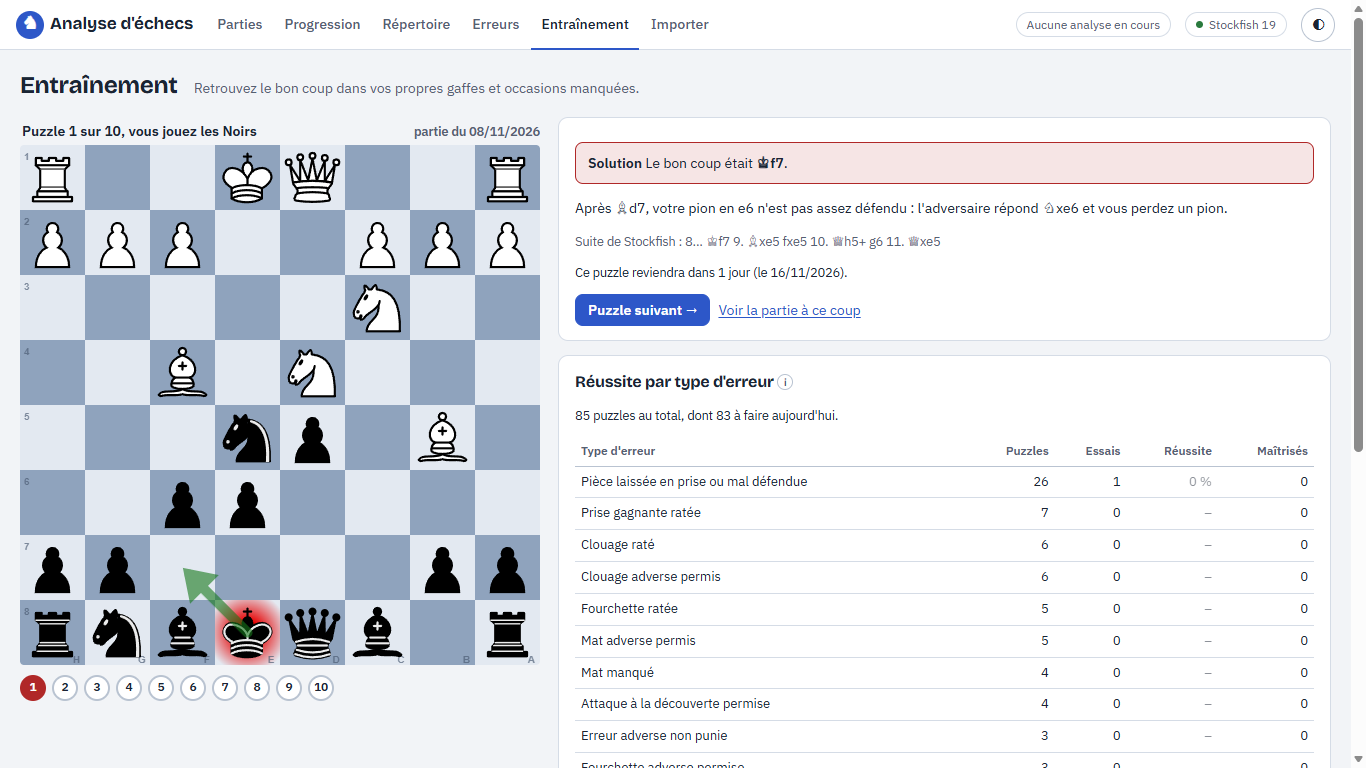 Analyse d'échecs
Parties
Progression
Répertoire
Erreurs
Entraînement
Importer
Aucune analyse en cours
Stockfish 19
Entraînement
Retrouvez le bon coup dans vos propres gaffes et occasions manquées.
Puzzle 1 sur 10, vous jouez les Noirs
partie du 08/11/2026
1
2
3
4
5
6
7
8
H G F E D C B A
1 2 3 4 5 6 7 8 9 10
Solution Le bon coup était ♚f7.
Après ♗d7, votre pion en e6 n'est pas assez défendu : l'adversaire répond ♘xe6 et vous perdez un pion.
Suite de Stockfish : 8... ♚f7 9. ♗xe5 fxe5 10. ♕h5+ g6 11. ♕xe5
Ce puzzle reviendra dans 1 jour (le 16/11/2026).
Puzzle suivant →
Voir la partie à ce coup
Réussite par type d'erreur i
85 puzzles au total, dont 83 à faire aujourd'hui.
Type d'erreur Puzzles Essais Réussite Maîtrisés
Pièce laissée en prise ou mal défendue 26 1 0 % 0
Prise gagnante ratée 7 0 – 0
Clouage raté 6 0 – 0
Clouage adverse permis 6 0 – 0
Fourchette ratée 5 0 – 0
Mat adverse permis 5 0 – 0
Mat manqué 4 0 – 0
Attaque à la découverte permise 4 0 – 0
Erreur adverse non punie 3 0 – 0
Fourchette adverse permise 3 0 – 0